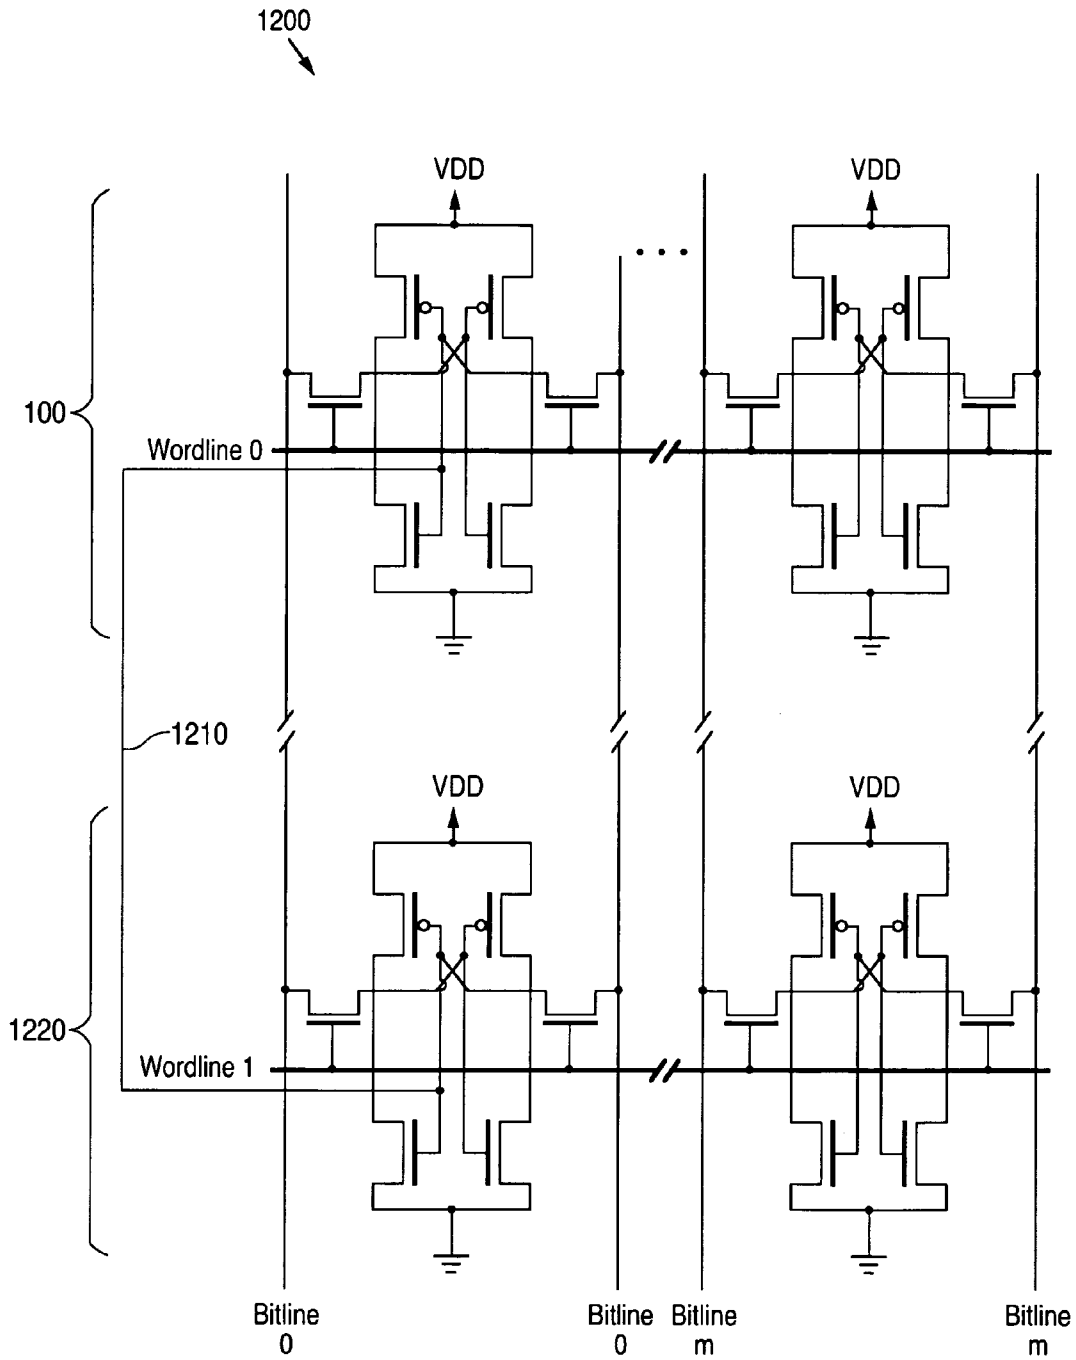 1200
VDD
VDD
. . .
100
Wordline 0
1210
VDD
VDD
1220
Wordline 1
Bitline
0
Bitline
0
Bitline
m
Bitline
m